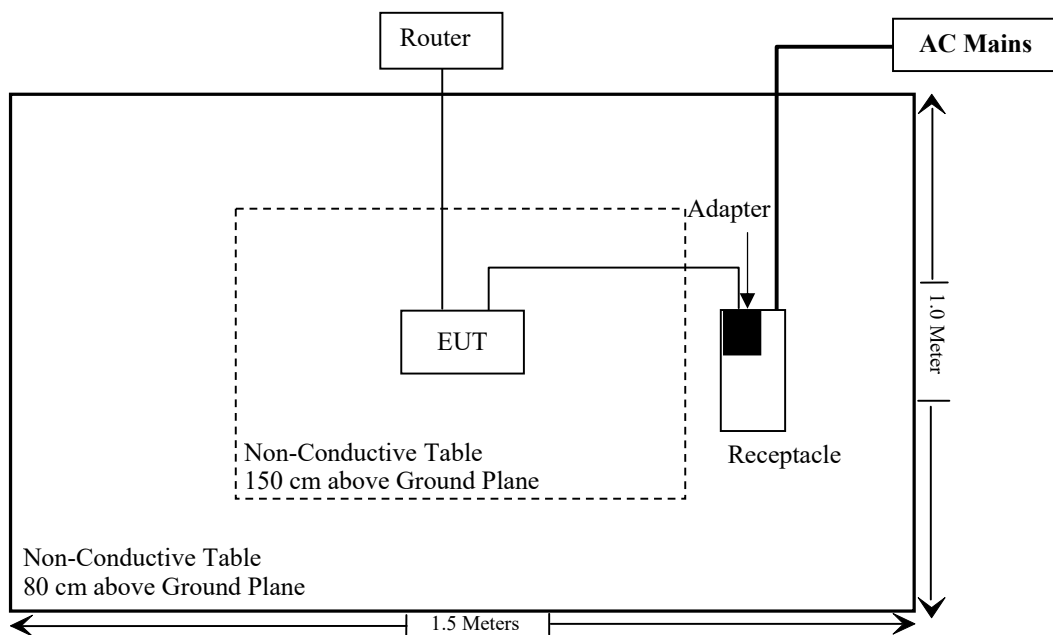 Router
AC Mains
Adapter
1.0 Meter
EUT
Non-Conductive Table
150 cm above Ground Plane
Receptacle
Non-Conductive Table
80 cm above Ground Plane
1.5 Meters